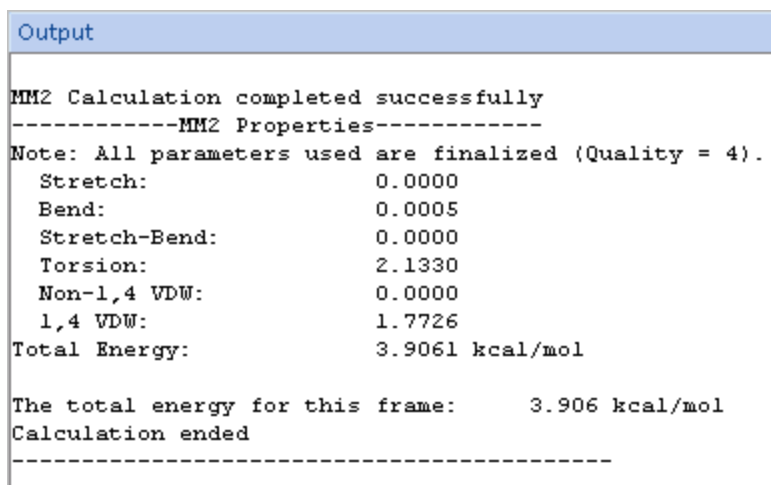 Output
MM2 Calculation completed successfully
------------MM2 Properties------------
Note: All parameters used are finalized (Quality = 4).
  Stretch:                 0.0000
  Bend:                    0.0005
  Stretch-Bend:            0.0000
  Torsion:                 2.1330
  Non-1,4 VDW:             0.0000
  1,4 VDW:                 1.7726
Total Energy:              3.9061 kcal/mol
The total energy for this frame:      3.906 kcal/mol
Calculation ended
-------------------------------------------